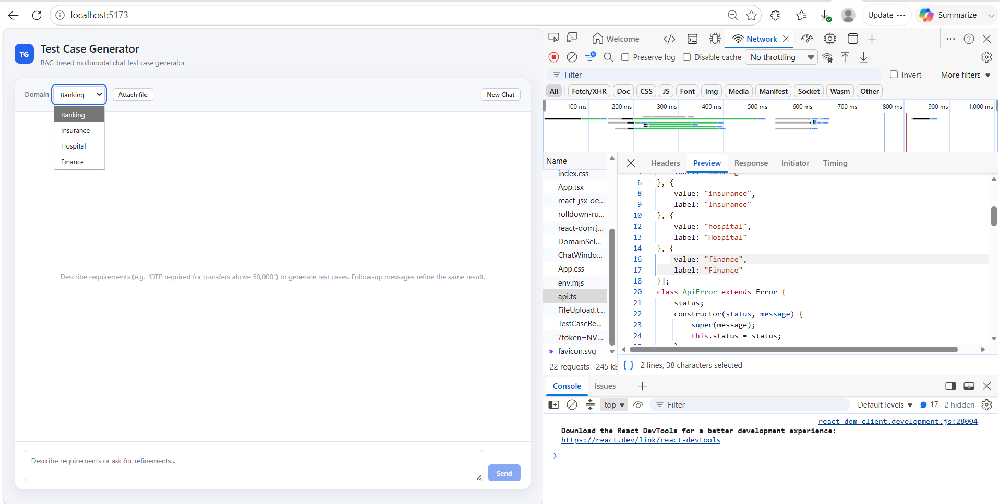 localhost:5173
Update
Summarize
TG
Test Case Generator
RAG-based multimodal chat test case generator
Domain
Banking
Attach file
New Chat
Banking
Insurance
Hospital
Finance
Describe requirements (e.g. "OTP required for transfers above 50,000") to generate test cases. Follow-up messages refine the same result.
Describe requirements or ask for refinements...
Send
Welcome
Network
Preserve log
Disable cache
No throttling
Filter
Invert
More filters
All
Fetch/XHR
Doc
CSS
JS
Font
Img
Media
Manifest
Socket
Wasm
Other
100 ms
200 ms
300 ms
400 ms
500 ms
600 ms
700 ms
800 ms
900 ms
1,000 ms
Name
index.css
App.tsx
react_jsx-de...
rolldown-ru...
react-dom.j...
DomainSel...
ChatWindo...
App.css
env.mjs
api.ts
FileUpload.t...
TestCaseRe...
?token=NV...
favicon.svg
22 requests 245 kB
Headers
Preview
Response
Initiator
Timing
6 }, {
8 value: "insurance",
9 label: "Insurance"
10 }, {
12 value: "hospital",
13 label: "Hospital"
14 }, {
16 value: "finance",
17 label: "Finance"
18 }];
20 class ApiError extends Error {
21 status;
22 constructor(status, message) {
23 super(message);
24 this.status = status;
{ } 2 lines, 38 characters selected
Console
Issues
top
Filter
Default levels
17
2 hidden
react-dom-client.development.js:28004
Download the React DevTools for a better development experience:
https://react.dev/link/react-devtools